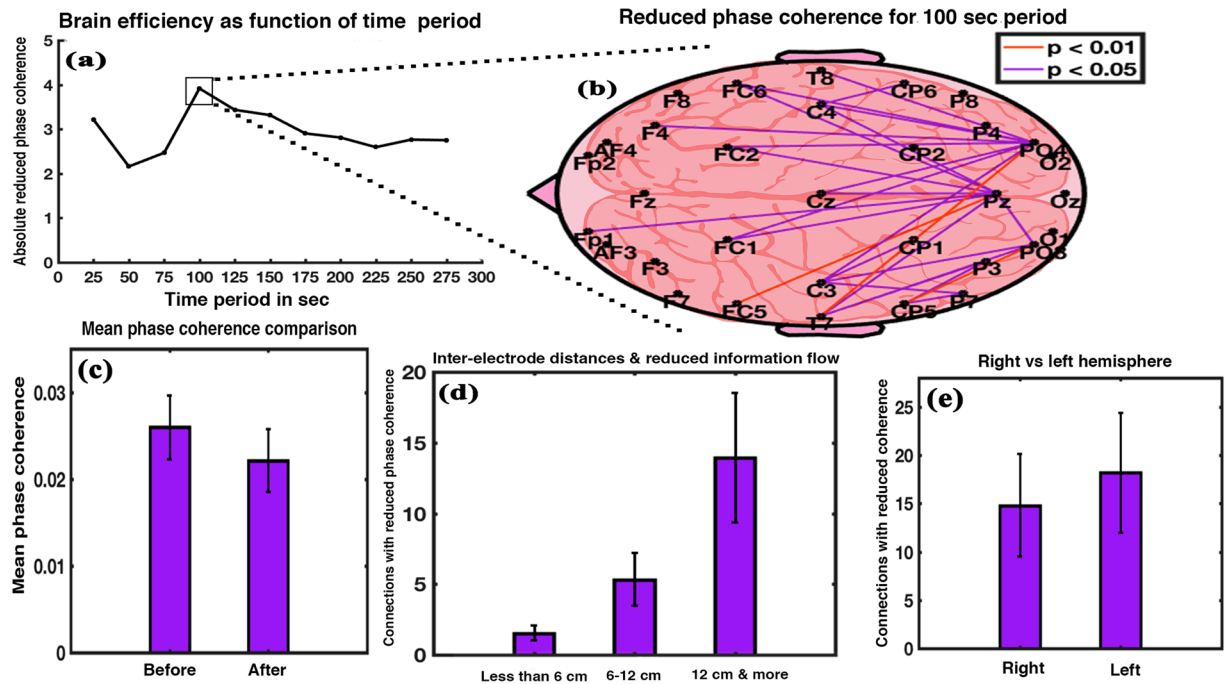 Brain efficiency as function of time period
(a)
Absolute reduced phase coherence
5
4
3
2
1
0
0 25 50 75 100 125 150 175 200 225 250 275 300
Time period in sec
Reduced phase coherence for 100 sec period
(b)
p < 0.01
p < 0.05
T8
FC6 CP6
F8 P8
C4
F4 P4
AF4 FC2 CP2 PO4
Fp2 O2
Fz Cz Pz Oz
Fp1 O1
AF3 FC1 CP1 PO3
F3 P3
C3
F7 P7
FC5 CP5
T7
Mean phase coherence comparison
(c)
Mean phase coherence
0.03
0.02
0.01
0
Before After
Inter-electrode distances & reduced information flow
(d)
Connections with reduced phase coherence
20
15
10
5
0
Less than 6 cm 6-12 cm 12 cm & more
Right vs left hemisphere
(e)
Connections with reduced coherence
25
20
15
10
5
0
Right Left